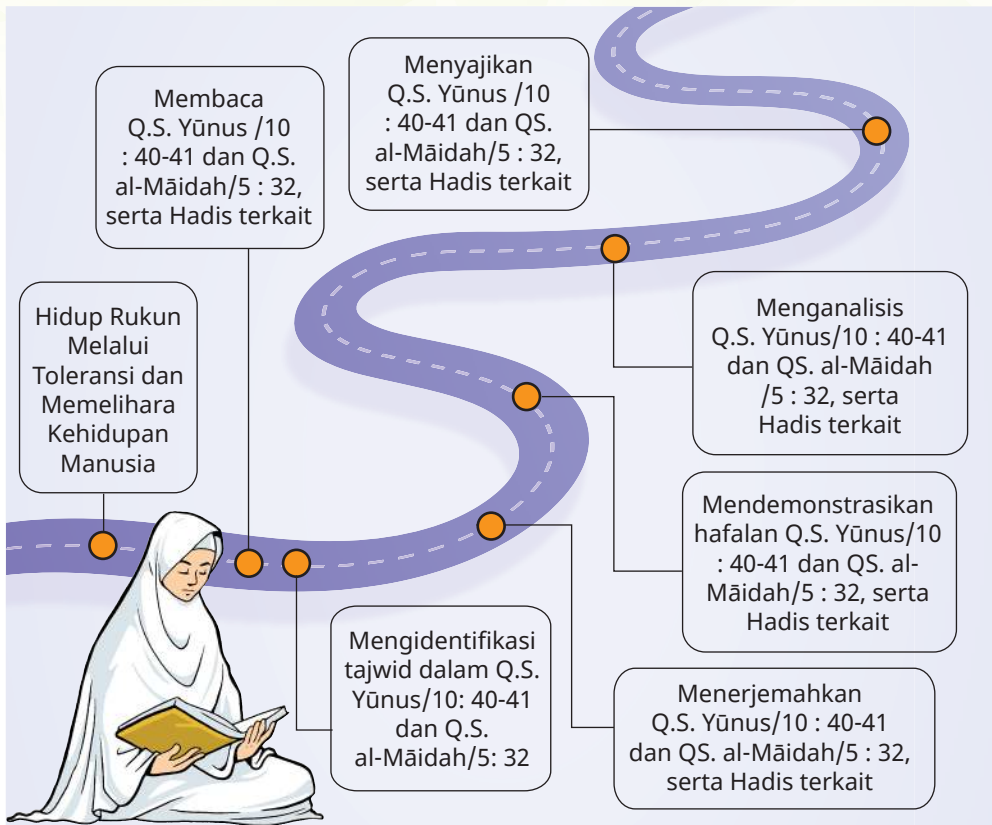 Hidup Rukun
Melalui
Toleransi dan
Memelihara
Kehidupan
Manusia
Membaca
Q.S. Yūnus /10
: 40-41 dan Q.S.
al-Māidah/5 : 32,
serta Hadis terkait
Mengidentifikasi
tajwid dalam Q.S.
Yūnus/10: 40-41
dan Q.S.
al-Māidah/5: 32
Menerjemahkan
Q.S. Yūnus/10 : 40-41
dan QS. al-Māidah/5 : 32,
serta Hadis terkait
Mendemonstrasikan
hafalan Q.S. Yūnus/10
: 40-41 dan QS. al-
Māidah/5 : 32, serta
Hadis terkait
Menganalisis
Q.S. Yūnus/10 : 40-41
dan QS. al-Māidah
/5 : 32, serta
Hadis terkait
Menyajikan
Q.S. Yūnus /10
: 40-41 dan QS.
al-Māidah/5 : 32,
serta Hadis terkait